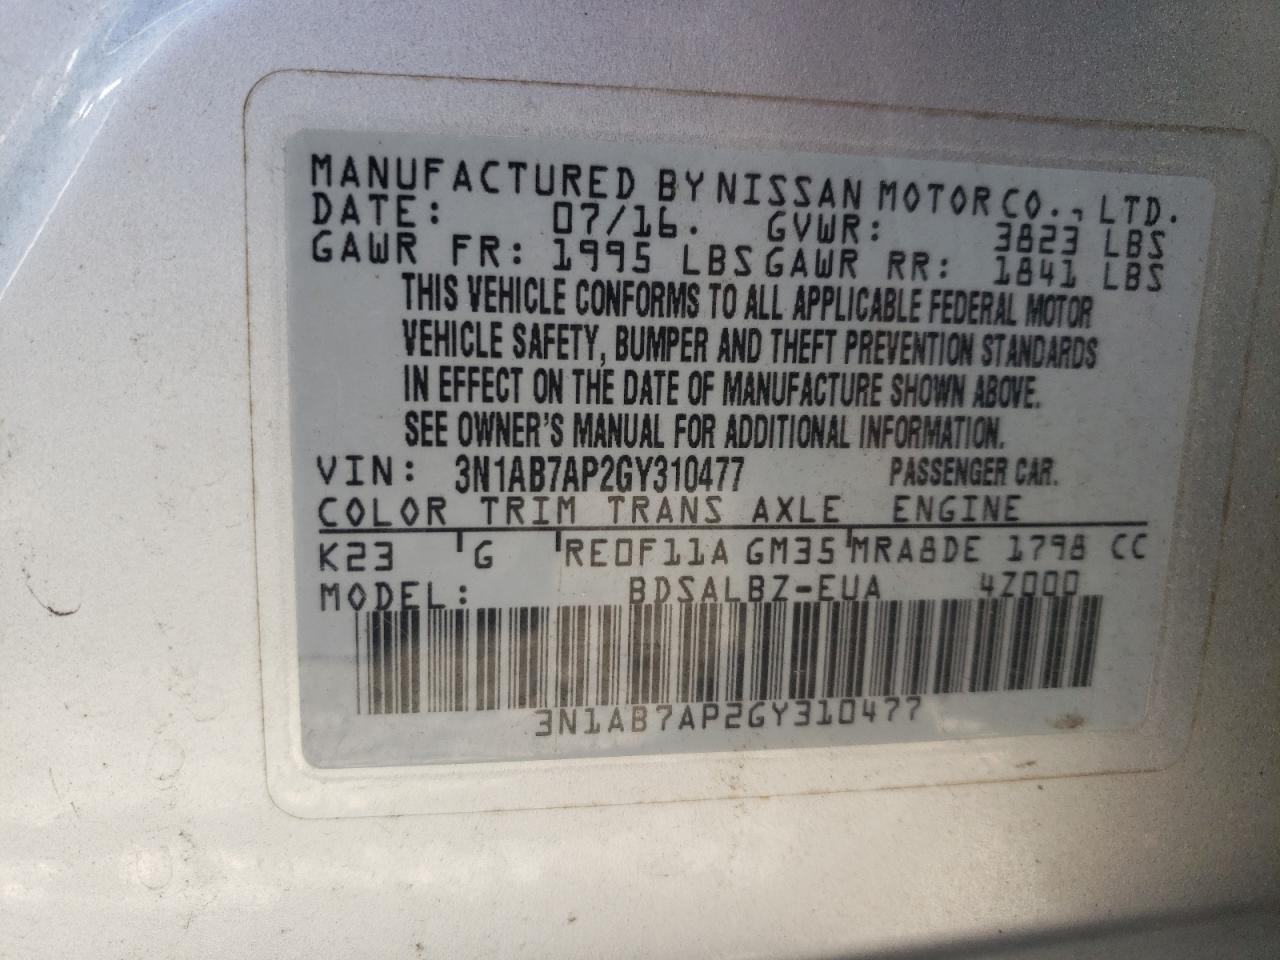 MANUFACTURED BY NISSAN MOTOR CO., LTD.
DATE: 07/16. GVWR: 3823 LBS
GAWR FR: 1995 LBS GAWR RR: 1841 LBS
THIS VEHICLE CONFORMS TO ALL APPLICABLE FEDERAL MOTOR
VEHICLE SAFETY, BUMPER AND THEFT PREVENTION STANDARDS
IN EFFECT ON THE DATE OF MANUFACTURE SHOWN ABOVE.
SEE OWNER'S MANUAL FOR ADDITIONAL INFORMATION.
VIN: 3N1AB7AP2GY310477 PASSENGER CAR.
COLOR TRIM TRANS AXLE ENGINE
K23 G RE0F11A GM35 MRA8DE 1798 CC
MODEL: BDSALBZ-EUA 4Z000
3N1AB7AP2GY310477